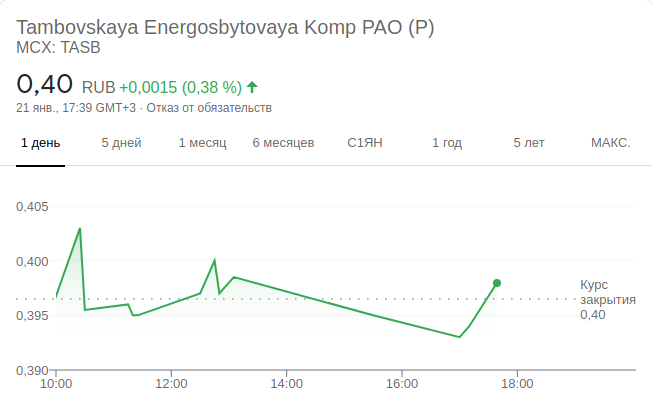 Tambovskaya Energosbytovaya Komp PAO (P)
MCX: TASB
0,40 RUB +0,0015 (0,38 %)
21 янв., 17:39 GMT+3 · Отказ от обязательств
1 день 5 дней 1 месяц 6 месяцев С1ЯН 1 год 5 лет МАКС.
0,405
0,400
Курс
закрытия
0,40
0,395
0,390
10:00 12:00 14:00 16:00 18:00